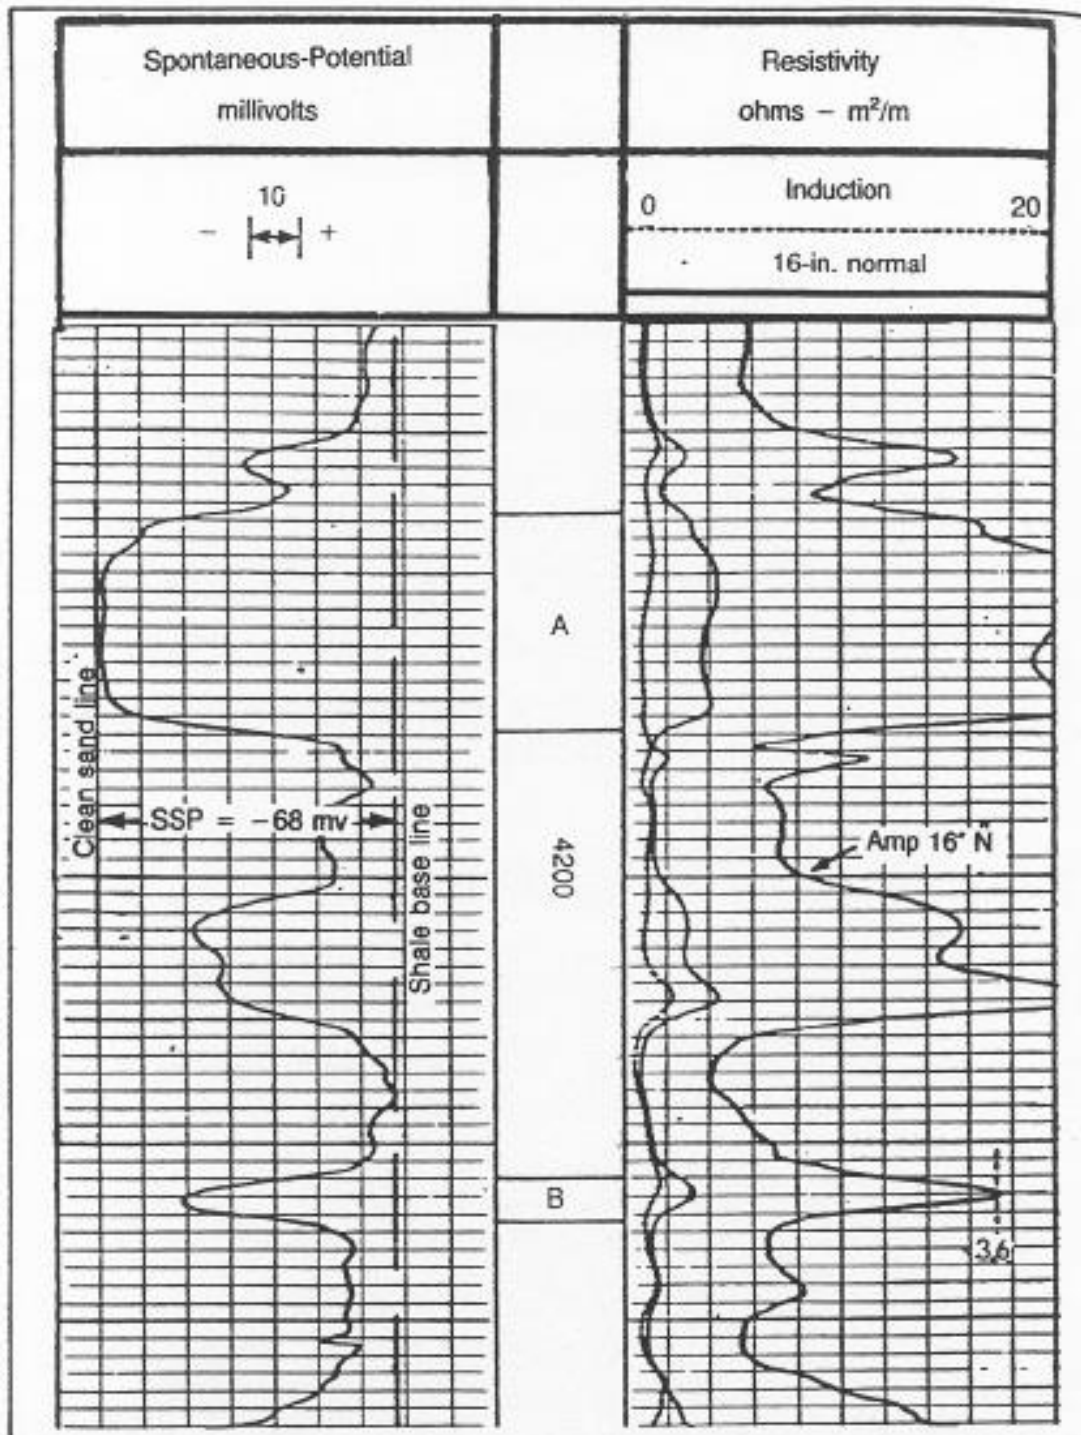 Spontaneous-Potential
millivolts
Resistivity
ohms – m²/m
10
– +
Induction
0 20
16-in. normal
A
Clean sand line
SSP = -68 mv
Shale base line
4200
Amp 16" N
B
3.6